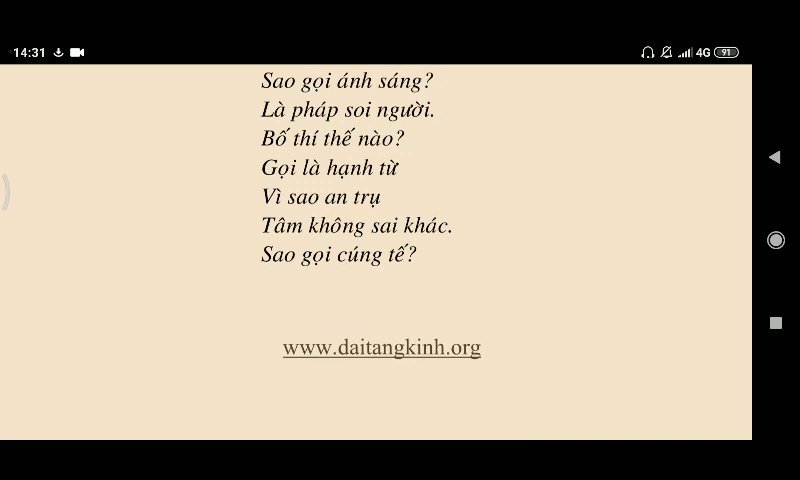 14:31
4G
91
Sao gọi ánh sáng?
Là pháp soi người.
Bố thí thế nào?
Gọi là hạnh từ
Vì sao an trụ
Tâm không sai khác.
Sao gọi cúng tế?
www.daitangkinh.org